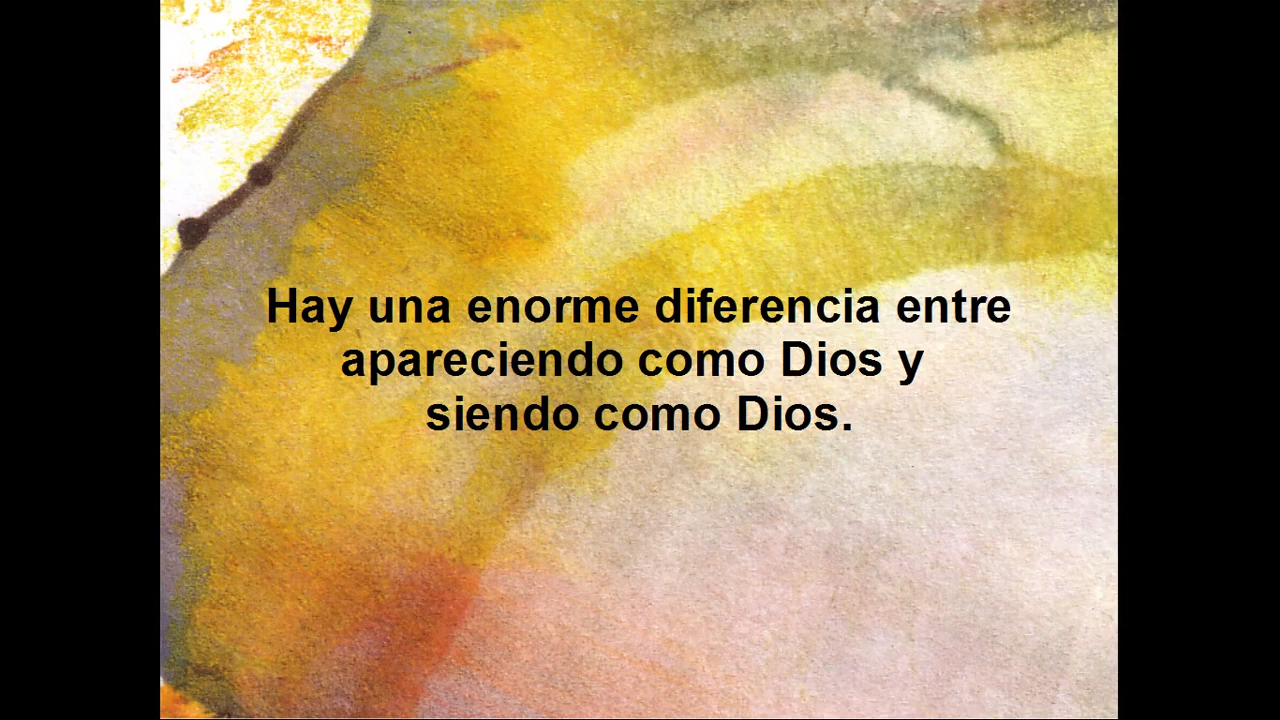 Hay una enorme diferencia entre
apareciendo como Dios y
siendo como Dios.